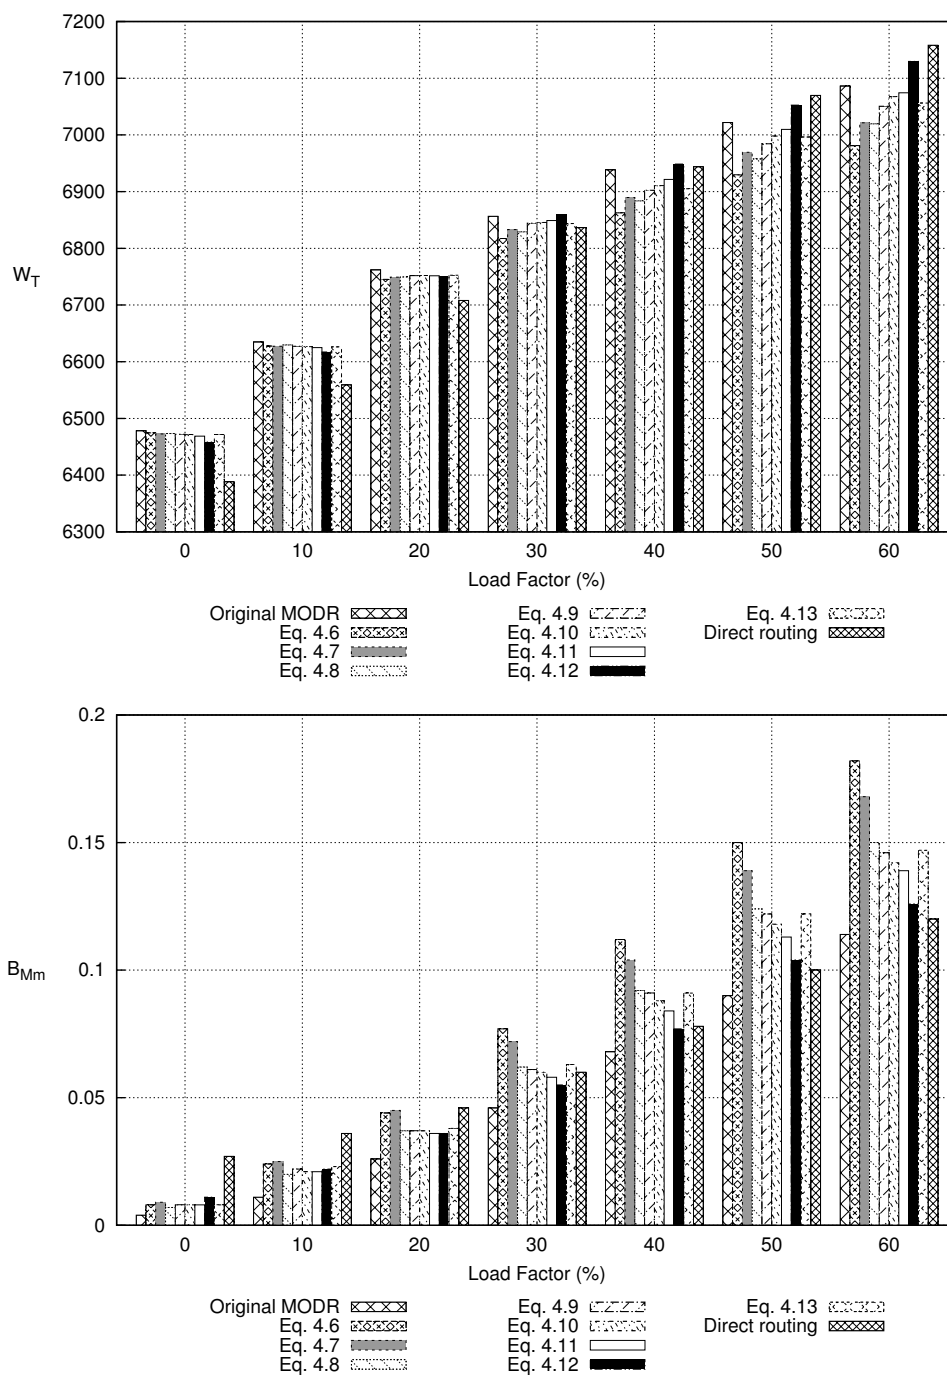 7200
7100
7000
6900
6800
6700
6600
6500
6400
6300
W_T
0 10 20 30 40 50 60
Load Factor (%)
Original MODR Eq. 4.9 Eq. 4.13
Eq. 4.6 Eq. 4.10 Direct routing
Eq. 4.7 Eq. 4.11
Eq. 4.8 Eq. 4.12
0.2
0.15
0.1
0.05
0
B_Mm
0 10 20 30 40 50 60
Load Factor (%)
Original MODR Eq. 4.9 Eq. 4.13
Eq. 4.6 Eq. 4.10 Direct routing
Eq. 4.7 Eq. 4.11
Eq. 4.8 Eq. 4.12